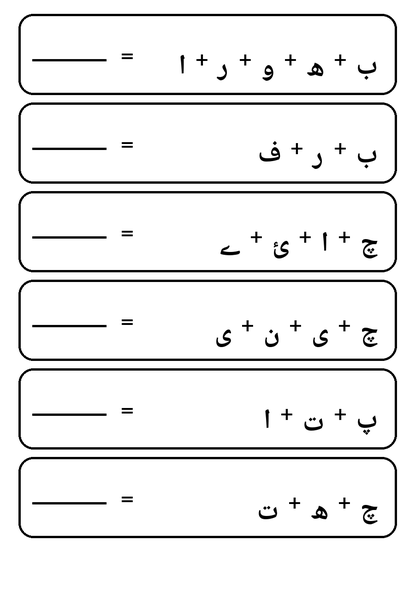 ب + ھ + و + ر + ا = ______
ب + ر + ف = ______
چ + ا + ئ + ے = ______
چ + ی + ن + ی = ______
پ + ت + ا = ______
چ + ھ + ت = ______